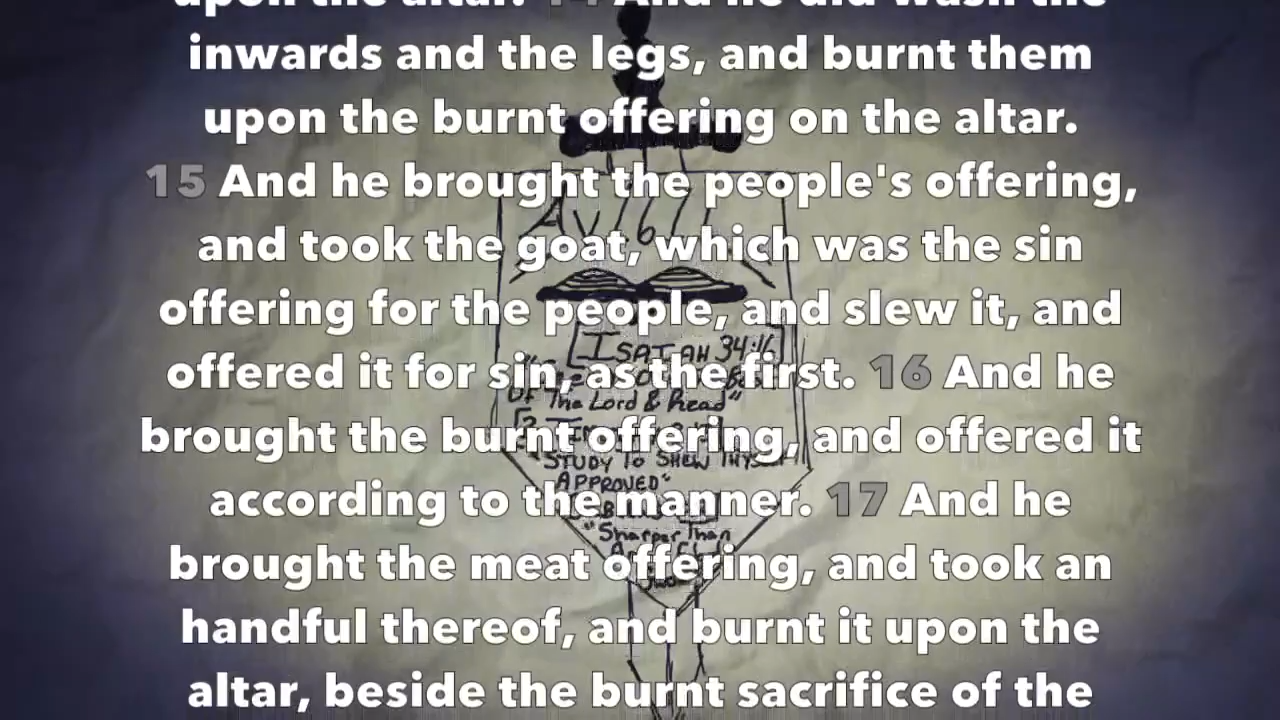 upon the altar. 14 And he did wash the
inwards and the legs, and burnt them
upon the burnt offering on the altar.
15 And he brought the people's offering,
AV 1611
and took the goat, which was the sin
offering for the people, and slew it, and
[ISAIAH 34:16]
offered it for sin, as the first. 16 And he
Of The Lord & Read"
brought the burnt offering, and offered it
"STUDY TO SHEW THYSELF
APPROVED"
according to the manner. 17 And he
"Sharper Than
brought the meat offering, and took an
handful thereof, and burnt it upon the
altar, beside the burnt sacrifice of the